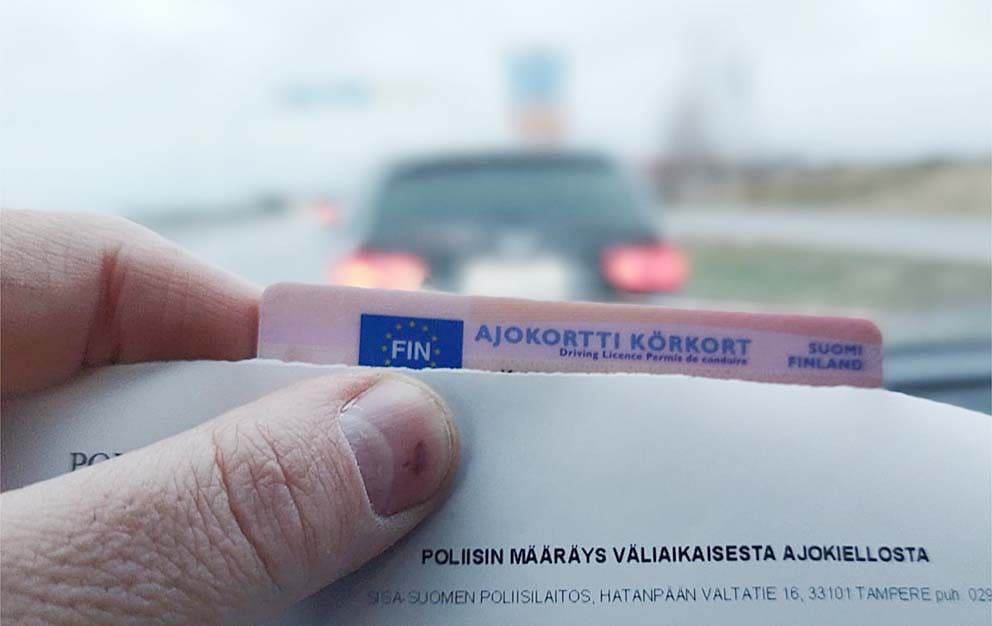 FIN
AJOKORTTI KÖRKORT
Driving Licence Permis de conduire
SUOMI
FINLAND
POLIISIN MÄÄRÄYS VÄLIAIKAISESTA AJOKIELLOSTA
SISÄ-SUOMEN POLIISILAITOS, HATANPÄÄN VALTATIE 16, 33101 TAMPERE puh. 029